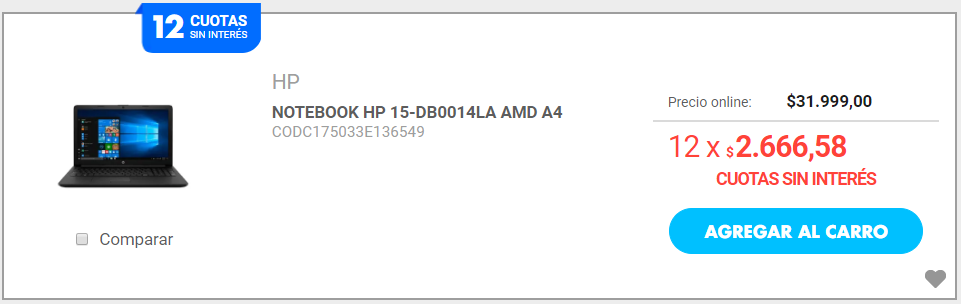 12 CUOTAS
SIN INTERÉS
HP
NOTEBOOK HP 15-DB0014LA AMD A4
CODC175033E136549
Comparar
Precio online: $31.999,00
12 x $2.666,58
CUOTAS SIN INTERÉS
AGREGAR AL CARRO